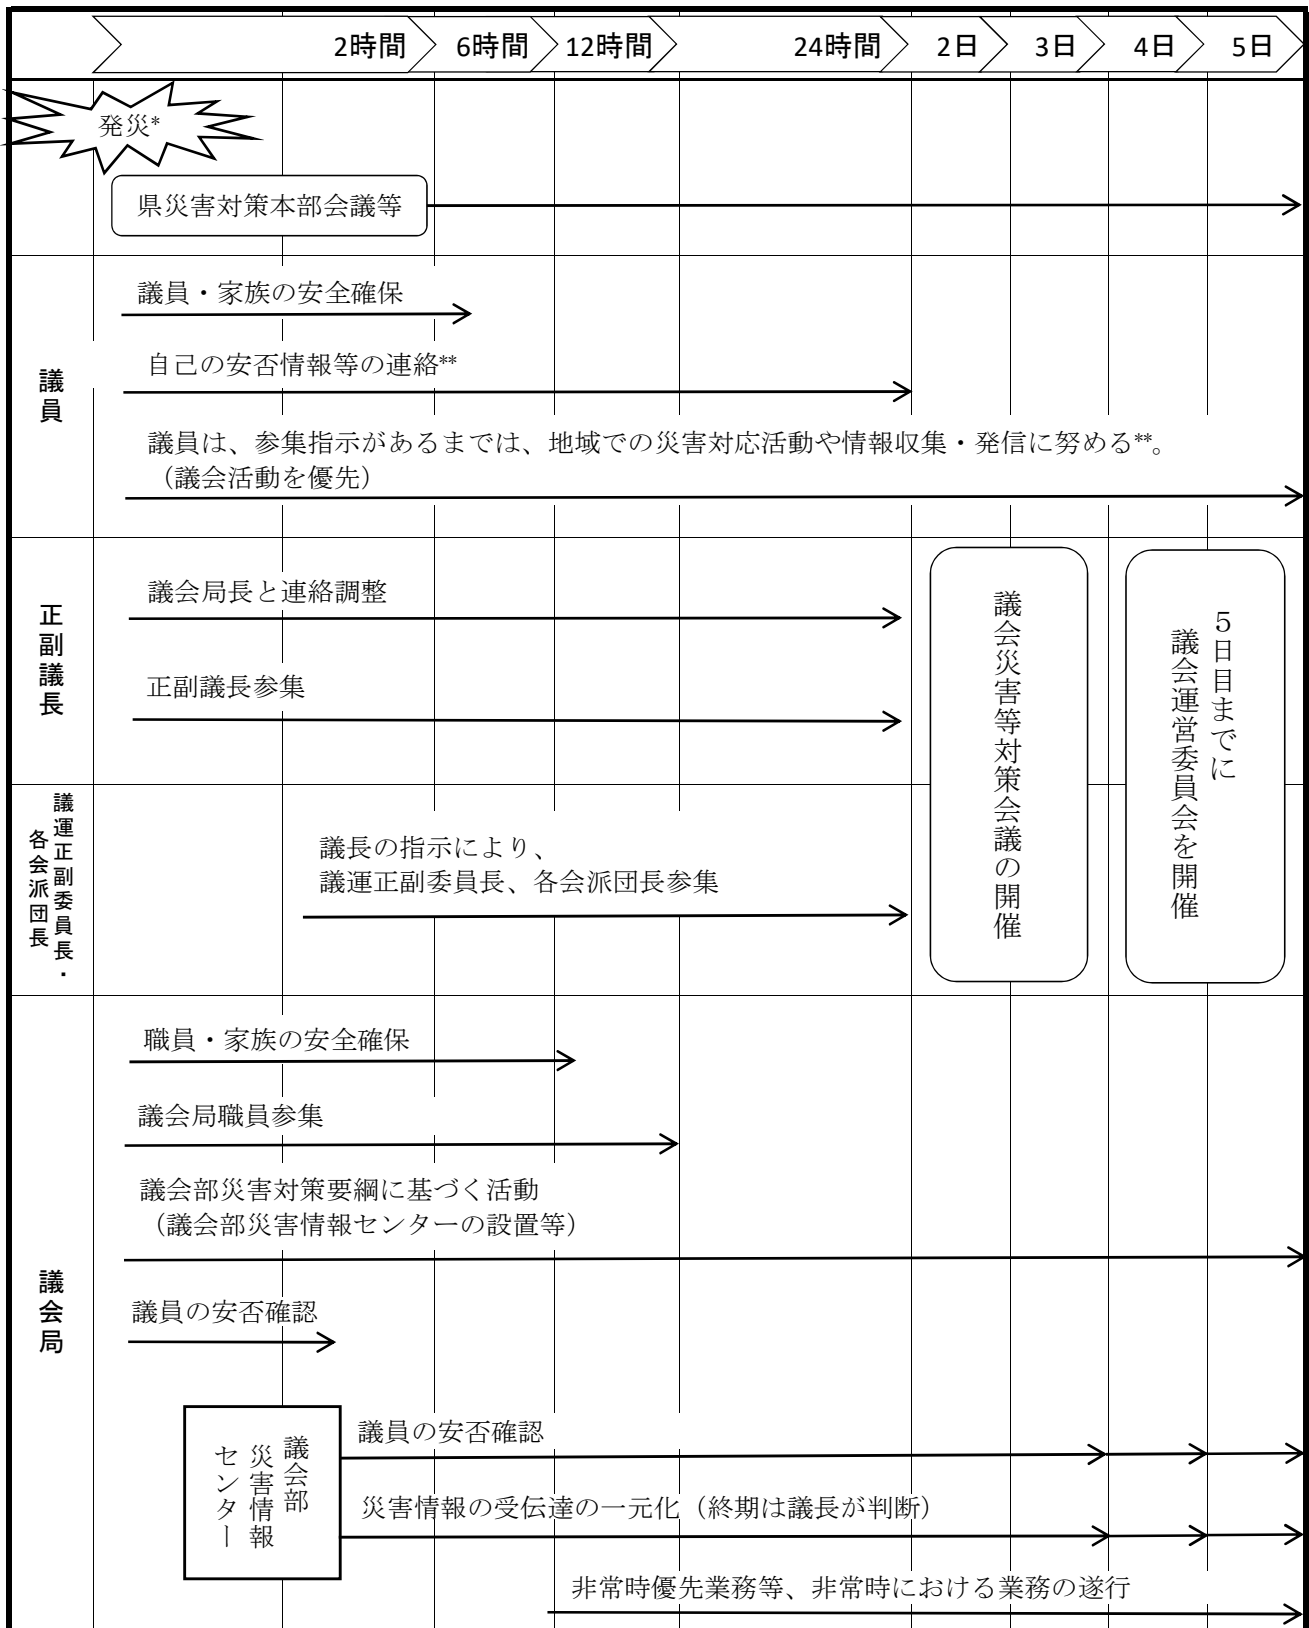 2時間 6時間 12時間 24時間 2日 3日 4日 5日
発災*
県災害対策本部会議等
議員
議員・家族の安全確保
自己の安否情報等の連絡**
議員は、参集指示があるまでは、地域での災害対応活動や情報収集・発信に努める**。
（議会活動を優先）
正副議長
議会局長と連絡調整
正副議長参集
議会災害等対策会議の開催
５日目までに
議会運営委員会を開催
議運正副委員長・
各会派団長
議長の指示により、
議運正副委員長、各会派団長参集
議会局
職員・家族の安全確保
議会局職員参集
議会部災害対策要綱に基づく活動
（議会部災害情報センターの設置等）
議員の安否確認
議会部
災害情報
センター
議員の安否確認
災害情報の受伝達の一元化（終期は議長が判断）
非常時優先業務等、非常時における業務の遂行